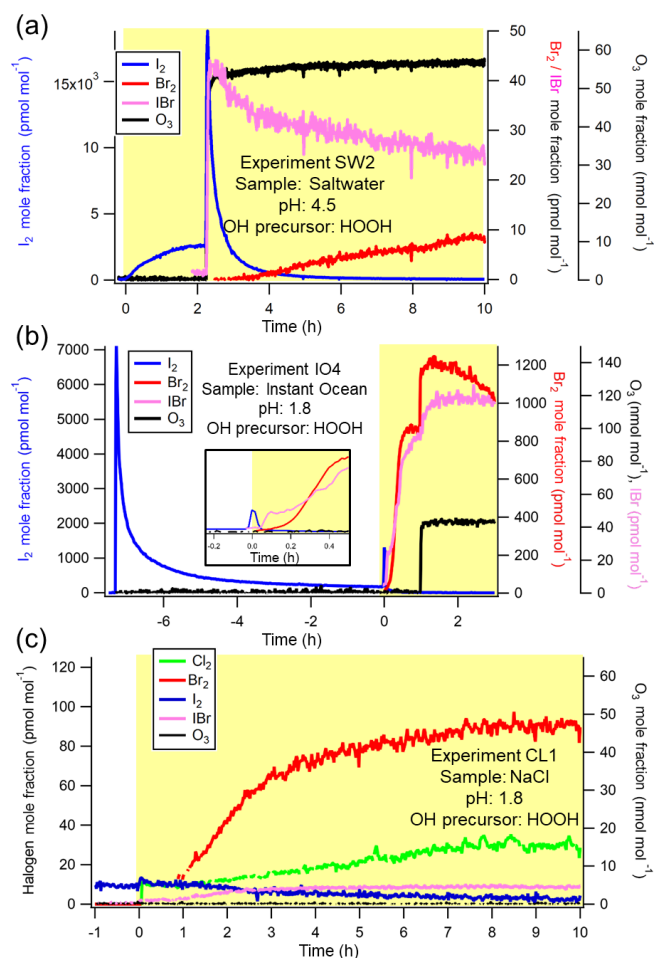 (a)
I₂ mole fraction (pmol mol⁻¹)
15x10³
10
5
0
I₂
Br₂
IBr
O₃
Experiment SW2
Sample: Saltwater
pH: 4.5
OH precursor: HOOH
0 2 4 6 8 10
Time (h)
50
40
30
20
10
0
Br₂ / IBr mole fraction (pmol mol⁻¹)
60
50
40
30
20
10
0
O₃ mole fraction (nmol mol⁻¹)
(b)
I₂ mole fraction (pmol mol⁻¹)
7000
6000
5000
4000
3000
2000
1000
0
I₂
Br₂
IBr
O₃
Experiment IO4
Sample: Instant Ocean
pH: 1.8
OH precursor: HOOH
-0.2 0.0 0.2 0.4
Time (h)
-6 -4 -2 0 2
Time (h)
1200
1000
800
600
400
200
0
Br₂ mole fraction (pmol mol⁻¹)
140
120
100
80
60
40
20
0
O₃ (nmol mol⁻¹), IBr (pmol mol⁻¹)
(c)
Halogen mole fraction (pmol mol⁻¹)
120
100
80
60
40
20
0
Cl₂
Br₂
I₂
IBr
O₃
Experiment CL1
Sample: NaCl
pH: 1.8
OH precursor: HOOH
-1 0 1 2 3 4 5 6 7 8 9 10
Time (h)
60
50
40
30
20
10
0
O₃ mole fraction (nmol mol⁻¹)